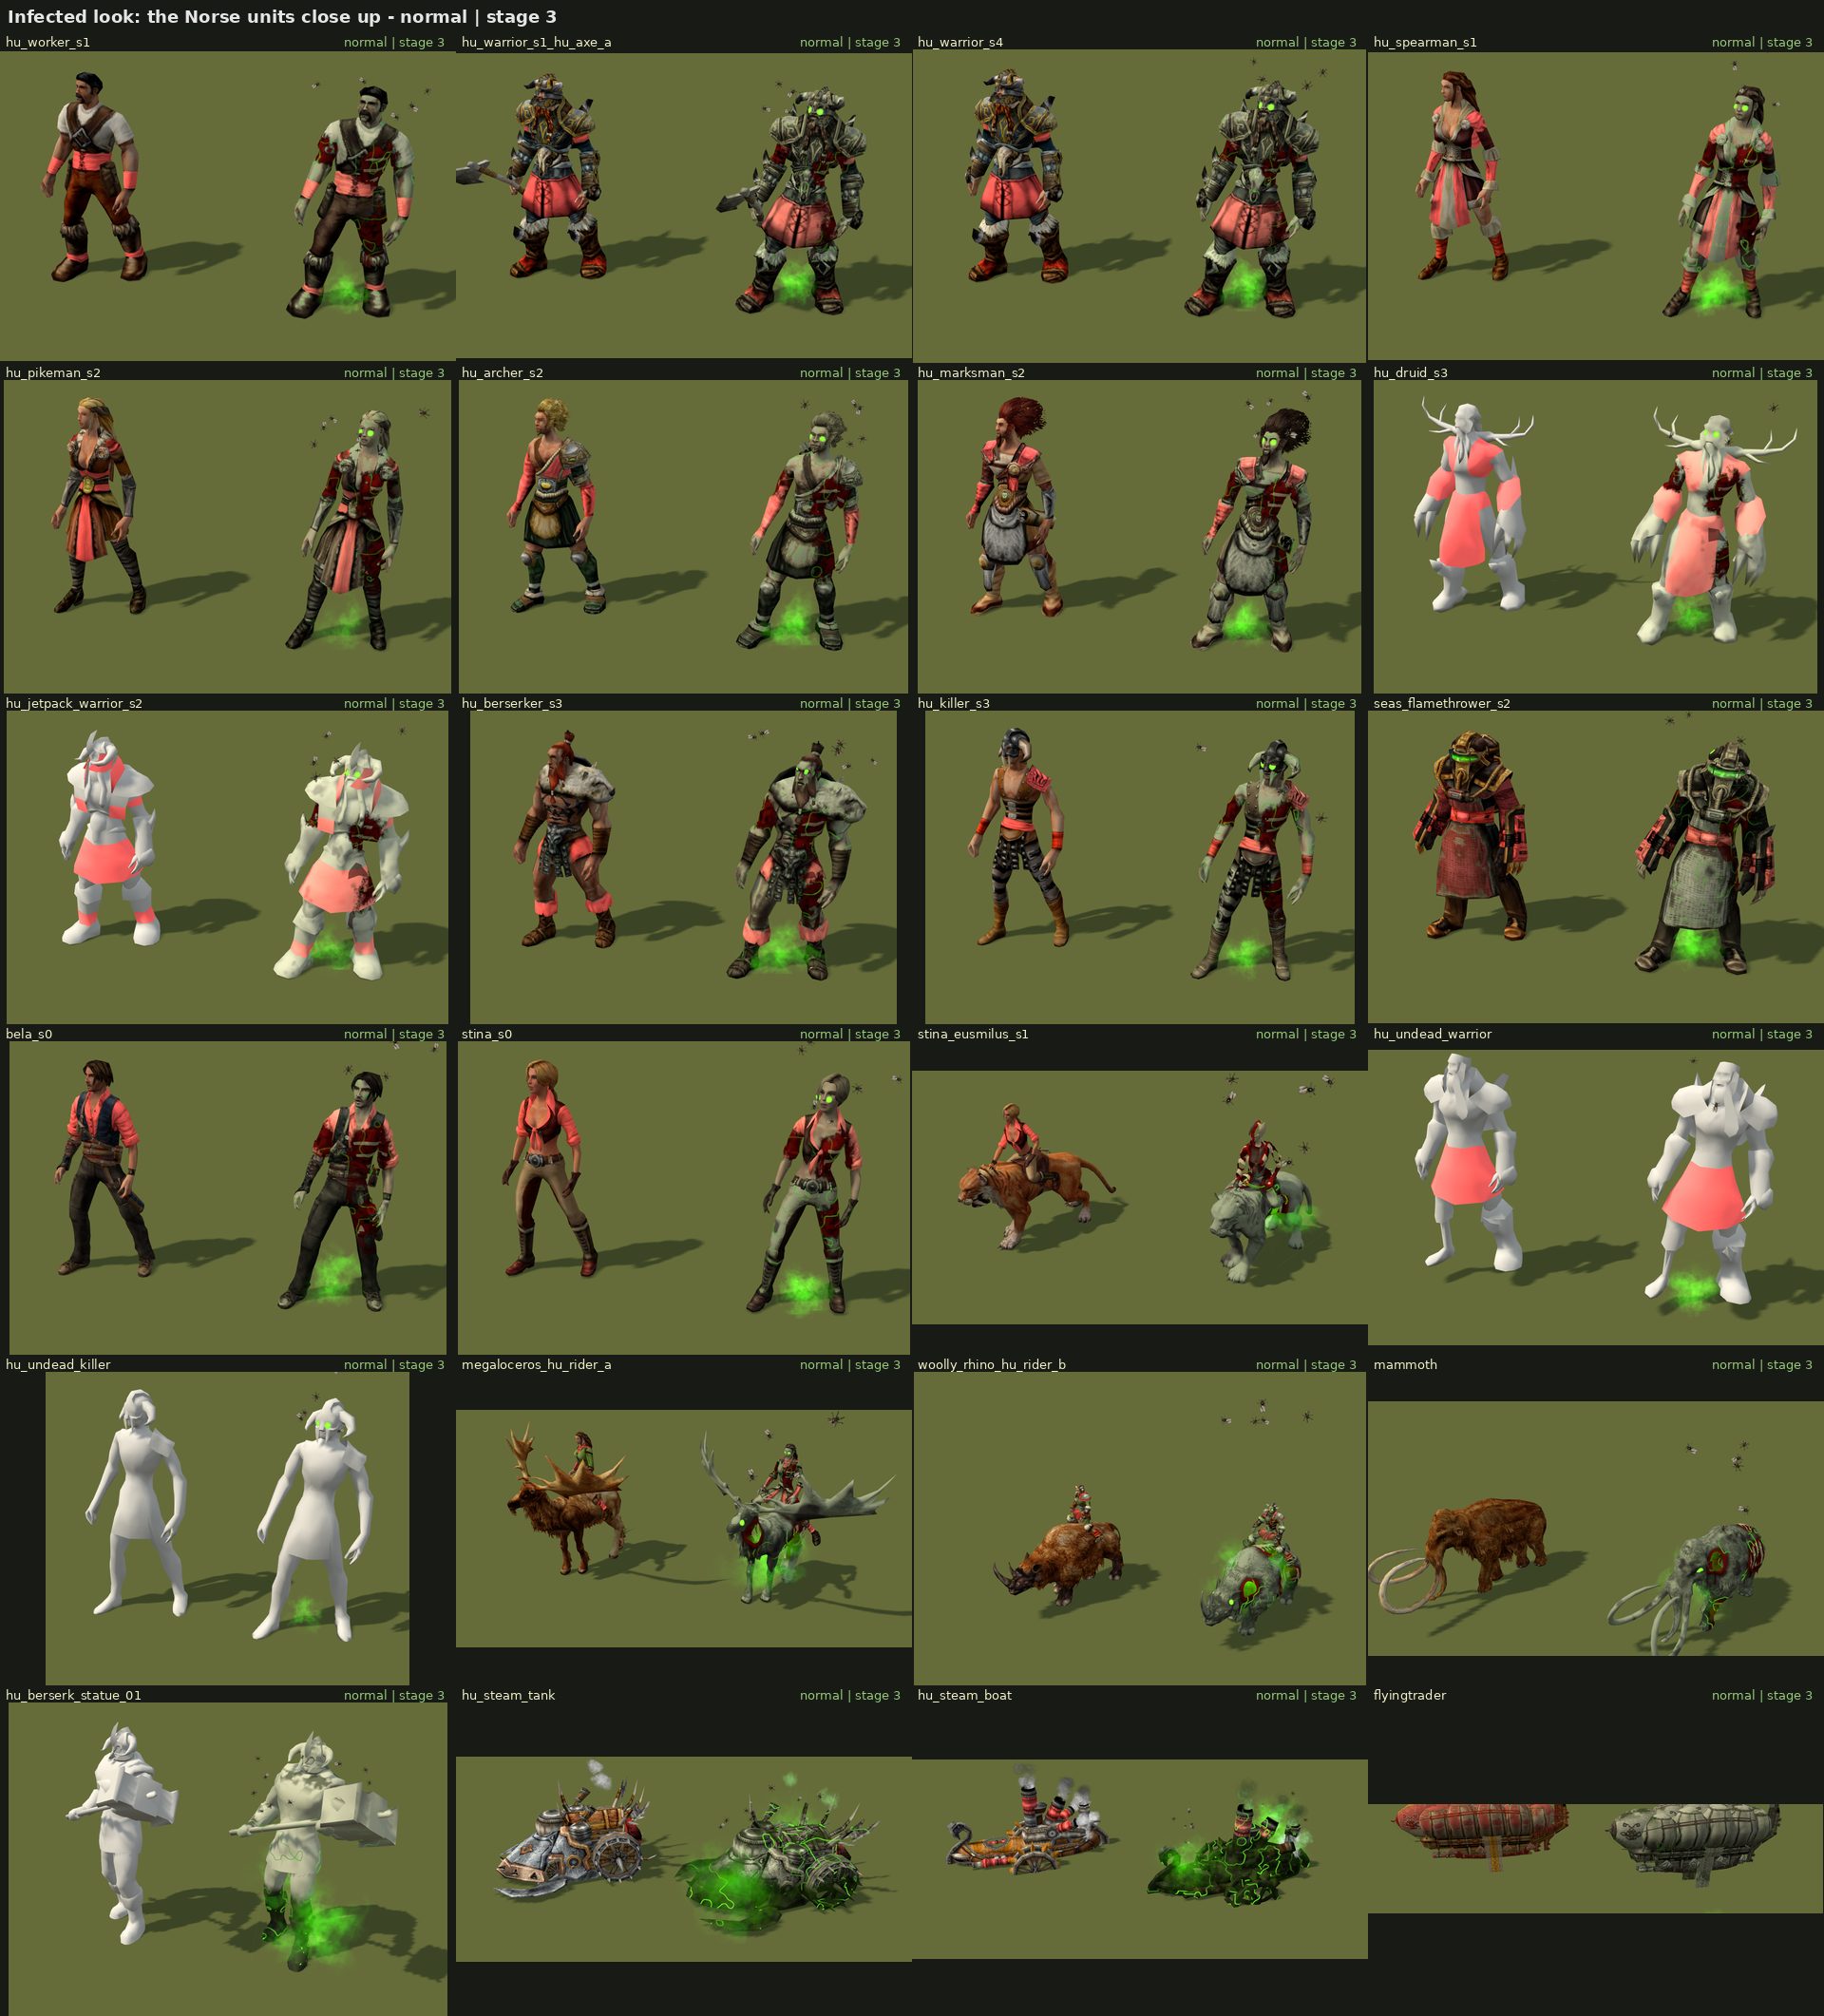 Infected look: the Norse units close up - normal | stage 3
hu_worker_s1 normal | stage 3 hu_warrior_s1_hu_axe_a normal | stage 3 hu_warrior_s4 normal | stage 3 hu_spearman_s1 normal | stage 3
hu_pikeman_s2 normal | stage 3 hu_archer_s2 normal | stage 3 hu_marksman_s2 normal | stage 3 hu_druid_s3 normal | stage 3
hu_jetpack_warrior_s2 normal | stage 3 hu_berserker_s3 normal | stage 3 hu_killer_s3 normal | stage 3 seas_flamethrower_s2 normal | stage 3
bela_s0 normal | stage 3 stina_s0 normal | stage 3 stina_eusmilus_s1 normal | stage 3 hu_undead_warrior normal | stage 3
hu_undead_killer normal | stage 3 megaloceros_hu_rider_a normal | stage 3 woolly_rhino_hu_rider_b normal | stage 3 mammoth normal | stage 3
hu_berserk_statue_01 normal | stage 3 hu_steam_tank normal | stage 3 hu_steam_boat normal | stage 3 flyingtrader normal | stage 3